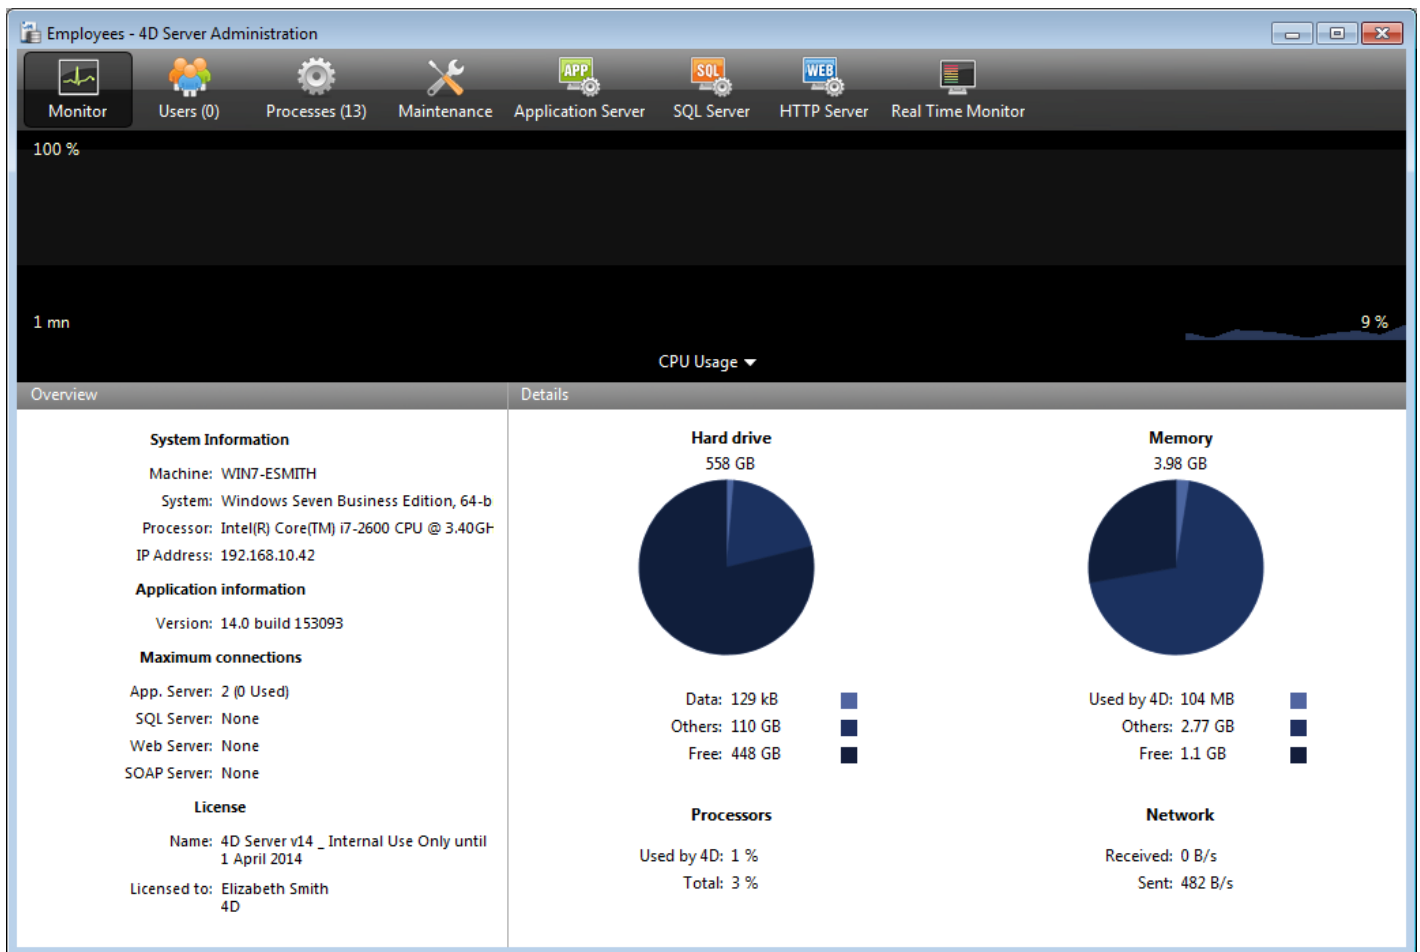 Employees - 4D Server Administration
Monitor
Users (0)
Processes (13)
Maintenance
Application Server
SQL Server
HTTP Server
Real Time Monitor
APP
SQL
WEB
100 %
1 mn
9 %
CPU Usage
Overview
System Information
Machine: WIN7-ESMITH
System: Windows Seven Business Edition, 64-b
Processor: Intel(R) Core(TM) i7-2600 CPU @ 3.40GH
IP Address: 192.168.10.42
Application information
Version: 14.0 build 153093
Maximum connections
App. Server: 2 (0 Used)
SQL Server: None
Web Server: None
SOAP Server: None
License
Name: 4D Server v14 _ Internal Use Only until
1 April 2014
Licensed to: Elizabeth Smith
4D
Details
Hard drive
558 GB
Data: 129 kB
Others: 110 GB
Free: 448 GB
Memory
3.98 GB
Used by 4D: 104 MB
Others: 2.77 GB
Free: 1.1 GB
Processors
Used by 4D: 1 %
Total: 3 %
Network
Received: 0 B/s
Sent: 482 B/s